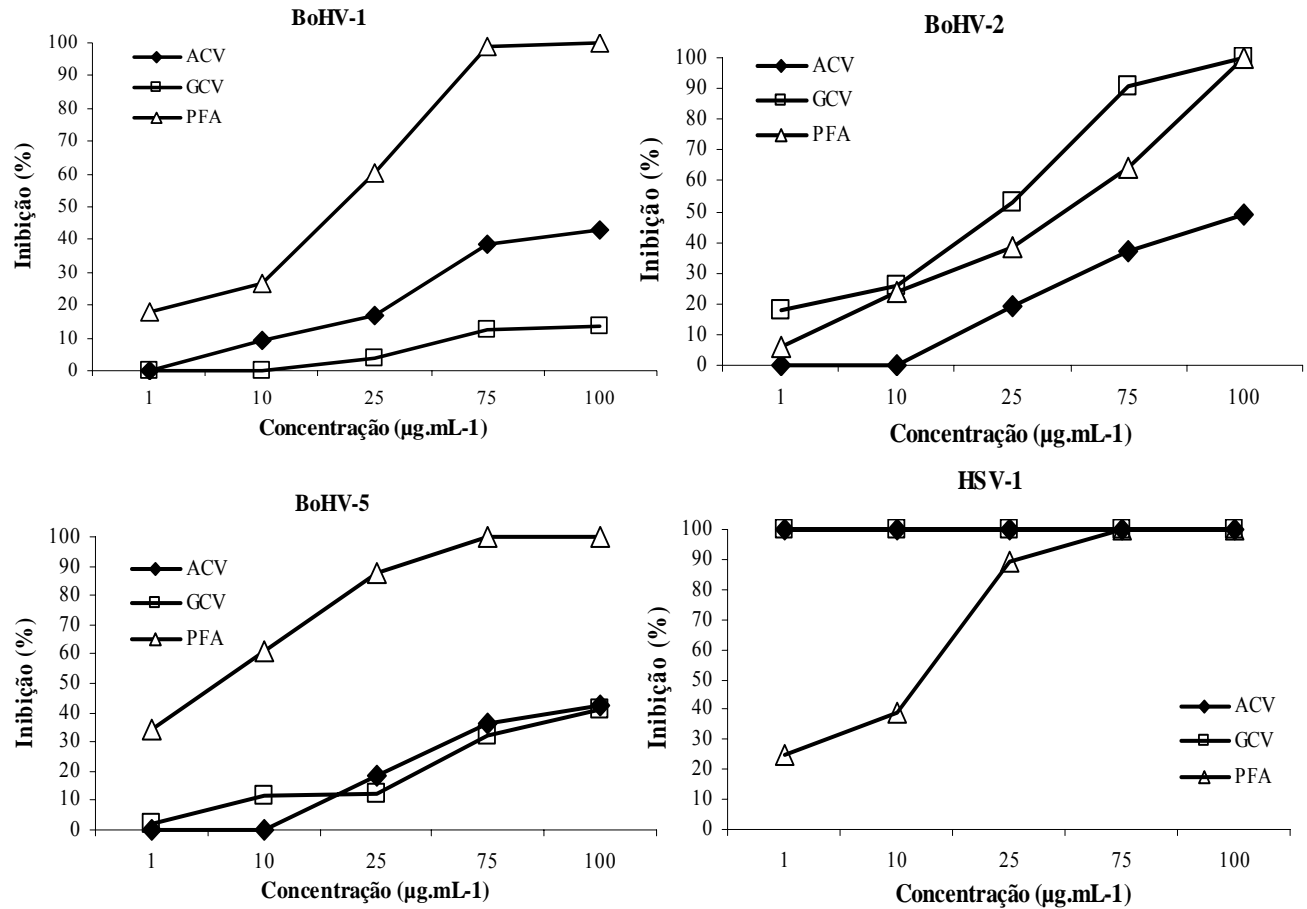 BoHV-1
ACV
GCV
PFA
100
90
80
70
60
50
40
30
20
10
0
Inibição (%)
1 10 25 75 100
Concentração (µg.mL-1)
BoHV-2
ACV
GCV
PFA
100
90
80
70
60
50
40
30
20
10
0
Inibição (%)
1 10 25 75 100
Concentração (µg.mL-1)
BoHV-5
ACV
GCV
PFA
100
90
80
70
60
50
40
30
20
10
0
Inibição (%)
1 10 25 75 100
Concentração (µg.mL-1)
HSV-1
100
90
80
70
60
50
40
30
20
10
0
Inibição (%)
ACV
GCV
PFA
1 10 25 75 100
Concentração (µg.mL-1)